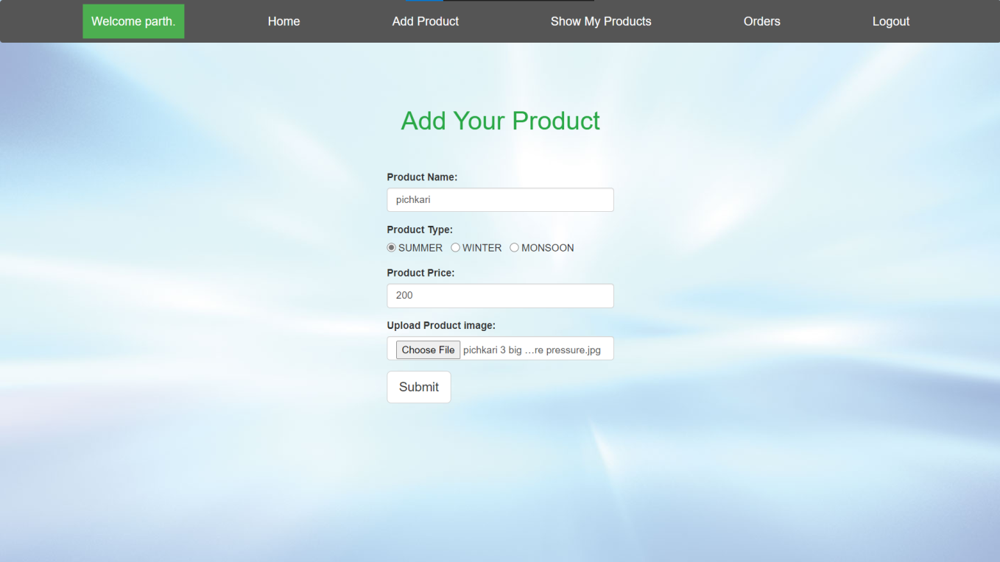 Welcome parth. Home Add Product Show My Products Orders Logout
Add Your Product
Product Name:
pichkari
Product Type:
SUMMER WINTER MONSOON
Product Price:
200
Upload Product image:
Choose File pichkari 3 big ...re pressure.jpg
Submit